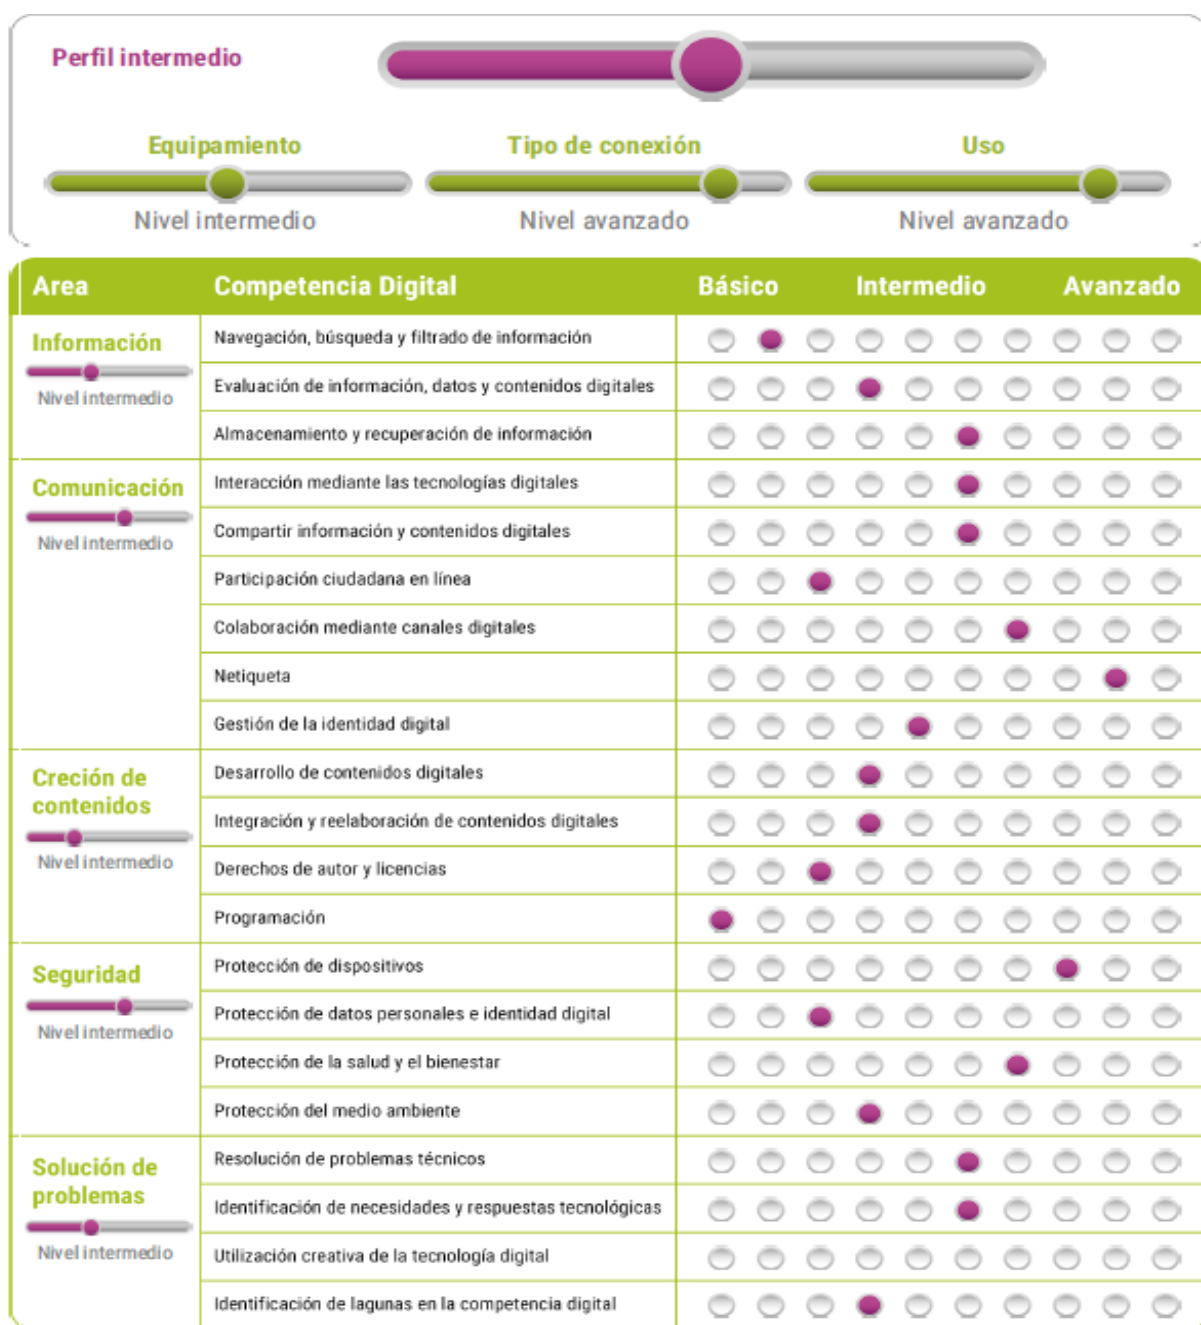 Perfil intermedio
Equipamiento
Tipo de conexión
Uso
Nivel intermedio
Nivel avanzado
Nivel avanzado
Area
Competencia Digital
Básico
Intermedio
Avanzado
Información
Nivel intermedio
Navegación, búsqueda y filtrado de información
Evaluación de información, datos y contenidos digitales
Almacenamiento y recuperación de información
Comunicación
Nivel intermedio
Interacción mediante las tecnologías digitales
Compartir información y contenidos digitales
Participación ciudadana en línea
Colaboración mediante canales digitales
Netiqueta
Gestión de la identidad digital
Creción de
contenidos
Nivel intermedio
Desarrollo de contenidos digitales
Integración y reelaboración de contenidos digitales
Derechos de autor y licencias
Programación
Seguridad
Nivel intermedio
Protección de dispositivos
Protección de datos personales e identidad digital
Protección de la salud y el bienestar
Protección del medio ambiente
Solución de
problemas
Nivel intermedio
Resolución de problemas técnicos
Identificación de necesidades y respuestas tecnológicas
Utilización creativa de la tecnología digital
Identificación de lagunas en la competencia digital